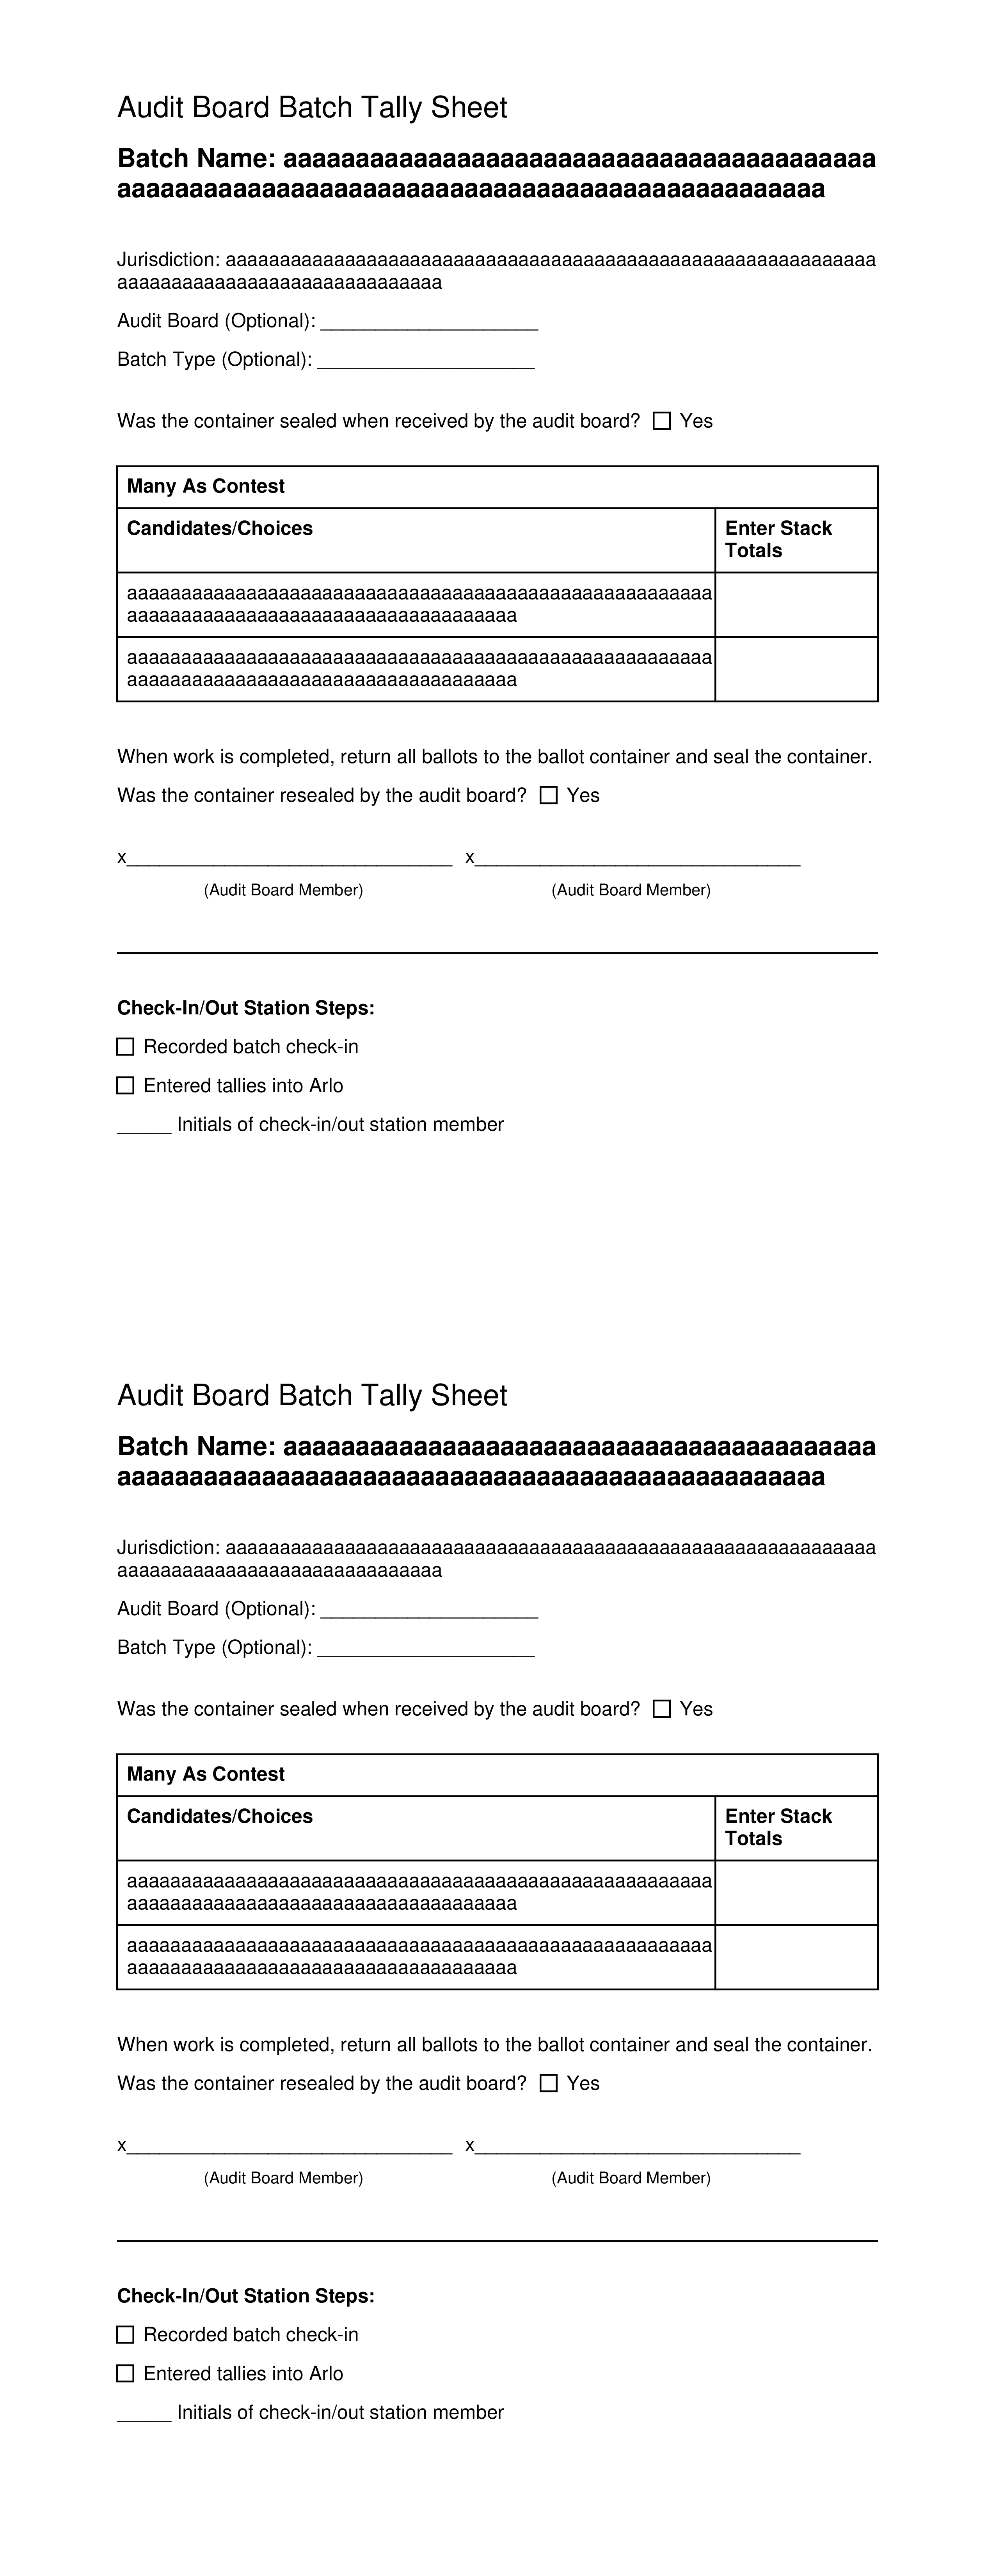 Audit Board Batch Tally Sheet
Batch Name: aaaaaaaaaaaaaaaaaaaaaaaaaaaaaaaaaaaaaaaaa
aaaaaaaaaaaaaaaaaaaaaaaaaaaaaaaaaaaaaaaaaaaaaaaaa
Jurisdiction: aaaaaaaaaaaaaaaaaaaaaaaaaaaaaaaaaaaaaaaaaaaaaaaaaaaaaaaaaaaa
aaaaaaaaaaaaaaaaaaaaaaaaaaaaaa
Audit Board (Optional): ____________________
Batch Type (Optional): ____________________
Was the container sealed when received by the audit board? ☐ Yes
Many As Contest
Candidates/Choices Enter Stack
Totals
aaaaaaaaaaaaaaaaaaaaaaaaaaaaaaaaaaaaaaaaaaaaaaaaaaaaaa
aaaaaaaaaaaaaaaaaaaaaaaaaaaaaaaaaaaa
aaaaaaaaaaaaaaaaaaaaaaaaaaaaaaaaaaaaaaaaaaaaaaaaaaaaaa
aaaaaaaaaaaaaaaaaaaaaaaaaaaaaaaaaaaa
When work is completed, return all ballots to the ballot container and seal the container.
Was the container resealed by the audit board? ☐ Yes
x______________________________ x______________________________
(Audit Board Member) (Audit Board Member)
Check-In/Out Station Steps:
☐ Recorded batch check-in
☐ Entered tallies into Arlo
_____ Initials of check-in/out station member
Audit Board Batch Tally Sheet
Batch Name: aaaaaaaaaaaaaaaaaaaaaaaaaaaaaaaaaaaaaaaaa
aaaaaaaaaaaaaaaaaaaaaaaaaaaaaaaaaaaaaaaaaaaaaaaaa
Jurisdiction: aaaaaaaaaaaaaaaaaaaaaaaaaaaaaaaaaaaaaaaaaaaaaaaaaaaaaaaaaaaa
aaaaaaaaaaaaaaaaaaaaaaaaaaaaaa
Audit Board (Optional): ____________________
Batch Type (Optional): ____________________
Was the container sealed when received by the audit board? ☐ Yes
Many As Contest
Candidates/Choices Enter Stack
Totals
aaaaaaaaaaaaaaaaaaaaaaaaaaaaaaaaaaaaaaaaaaaaaaaaaaaaaa
aaaaaaaaaaaaaaaaaaaaaaaaaaaaaaaaaaaa
aaaaaaaaaaaaaaaaaaaaaaaaaaaaaaaaaaaaaaaaaaaaaaaaaaaaaa
aaaaaaaaaaaaaaaaaaaaaaaaaaaaaaaaaaaa
When work is completed, return all ballots to the ballot container and seal the container.
Was the container resealed by the audit board? ☐ Yes
x______________________________ x______________________________
(Audit Board Member) (Audit Board Member)
Check-In/Out Station Steps:
☐ Recorded batch check-in
☐ Entered tallies into Arlo
_____ Initials of check-in/out station member